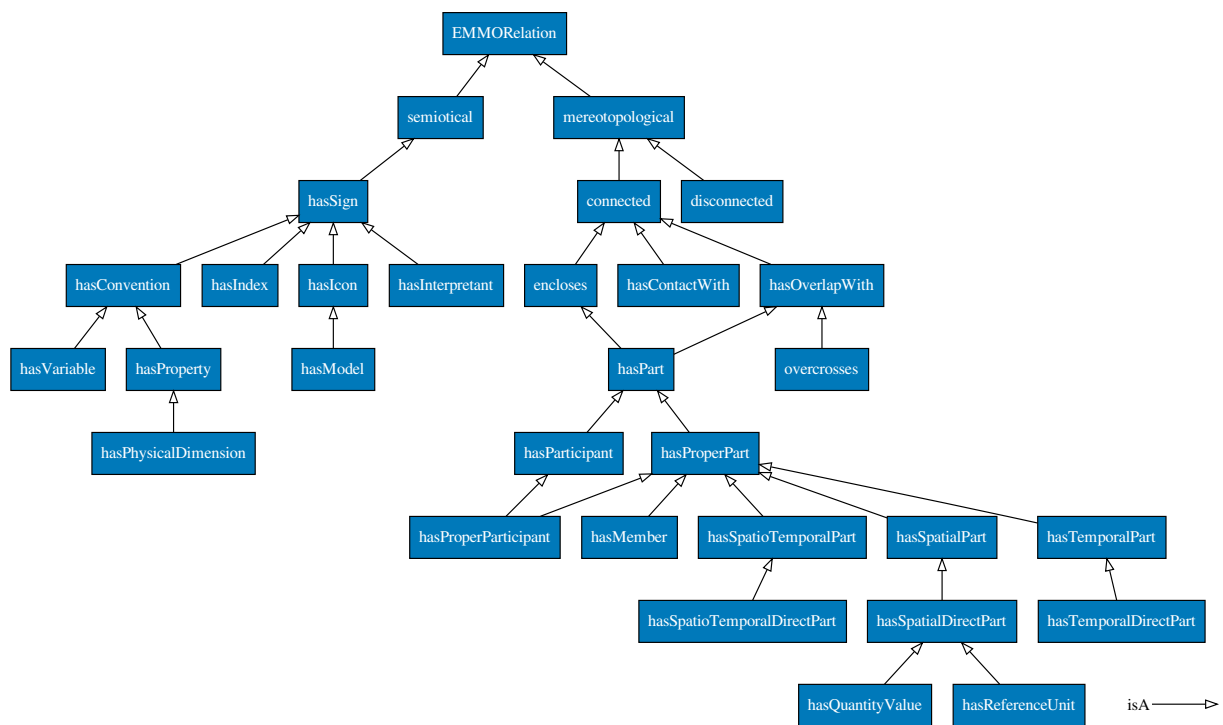 EMMORelation
semiotical
mereotopological
hasSign
connected
disconnected
hasConvention
hasIndex
hasIcon
hasInterpretant
encloses
hasContactWith
hasOverlapWith
hasVariable
hasProperty
hasModel
hasPart
overcrosses
hasPhysicalDimension
hasParticipant
hasProperPart
hasProperParticipant
hasMember
hasSpatioTemporalPart
hasSpatialPart
hasTemporalPart
hasSpatioTemporalDirectPart
hasSpatialDirectPart
hasTemporalDirectPart
hasQuantityValue
hasReferenceUnit
isA